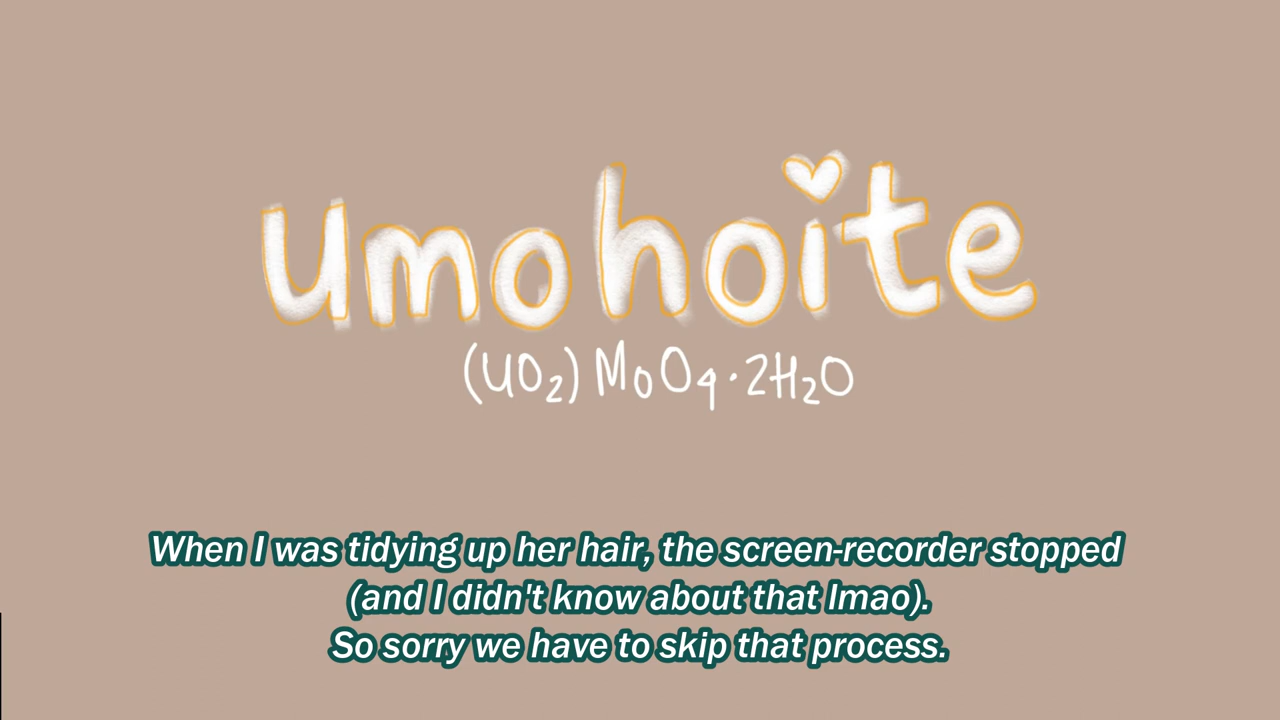 umohoite
(UO₂) MoO₄·2H₂O
When I was tidying up her hair, the screen-recorder stopped
(and I didn't know about that lmao).
So sorry we have to skip that process.